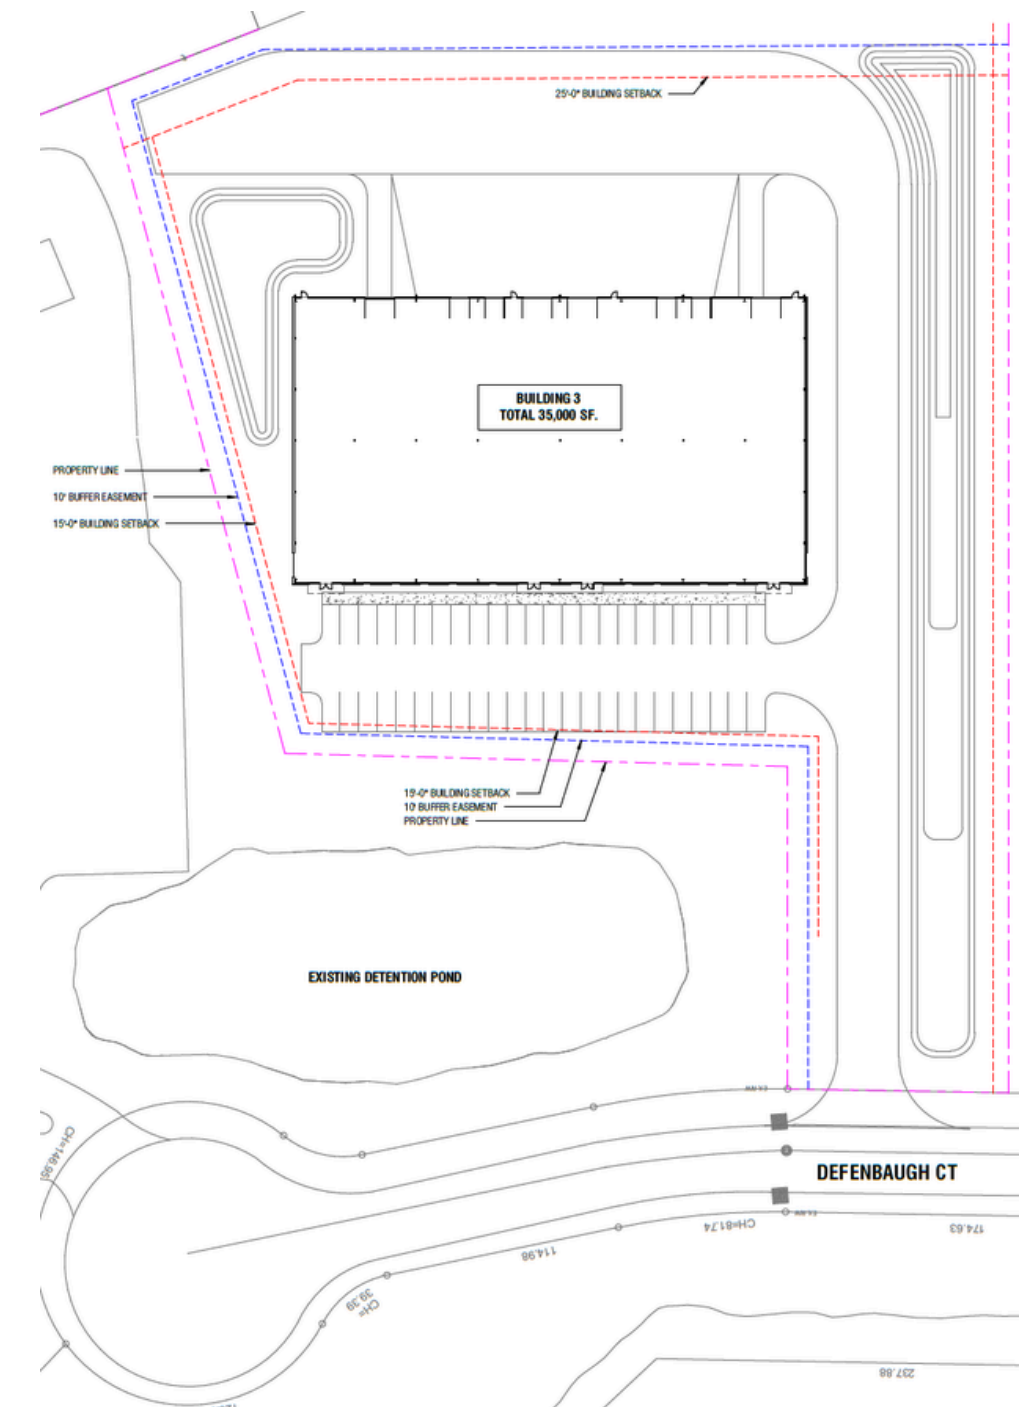 25'-0" BUILDING SETBACK
BUILDING 3
TOTAL 35,000 SF.
PROPERTY LINE
10' BUFFER EASEMENT
15'-0" BUILDING SETBACK
15'-0" BUILDING SETBACK
10' BUFFER EASEMENT
PROPERTY LINE
EXISTING DETENTION POND
EX-R/W
CH=146.95
DEFENBAUGH CT
EX-R/W
CH=81.74
174.63
114.98
CH=
39.39
237.88